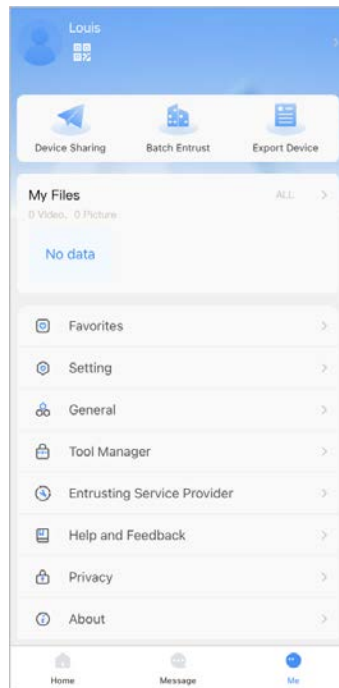 Louis
Device Sharing Batch Entrust Export Device
My Files ALL
0 Video, 0 Picture
No data
Favorites
Setting
General
Tool Manager
Entrusting Service Provider
Help and Feedback
Privacy
About
Home Message Me